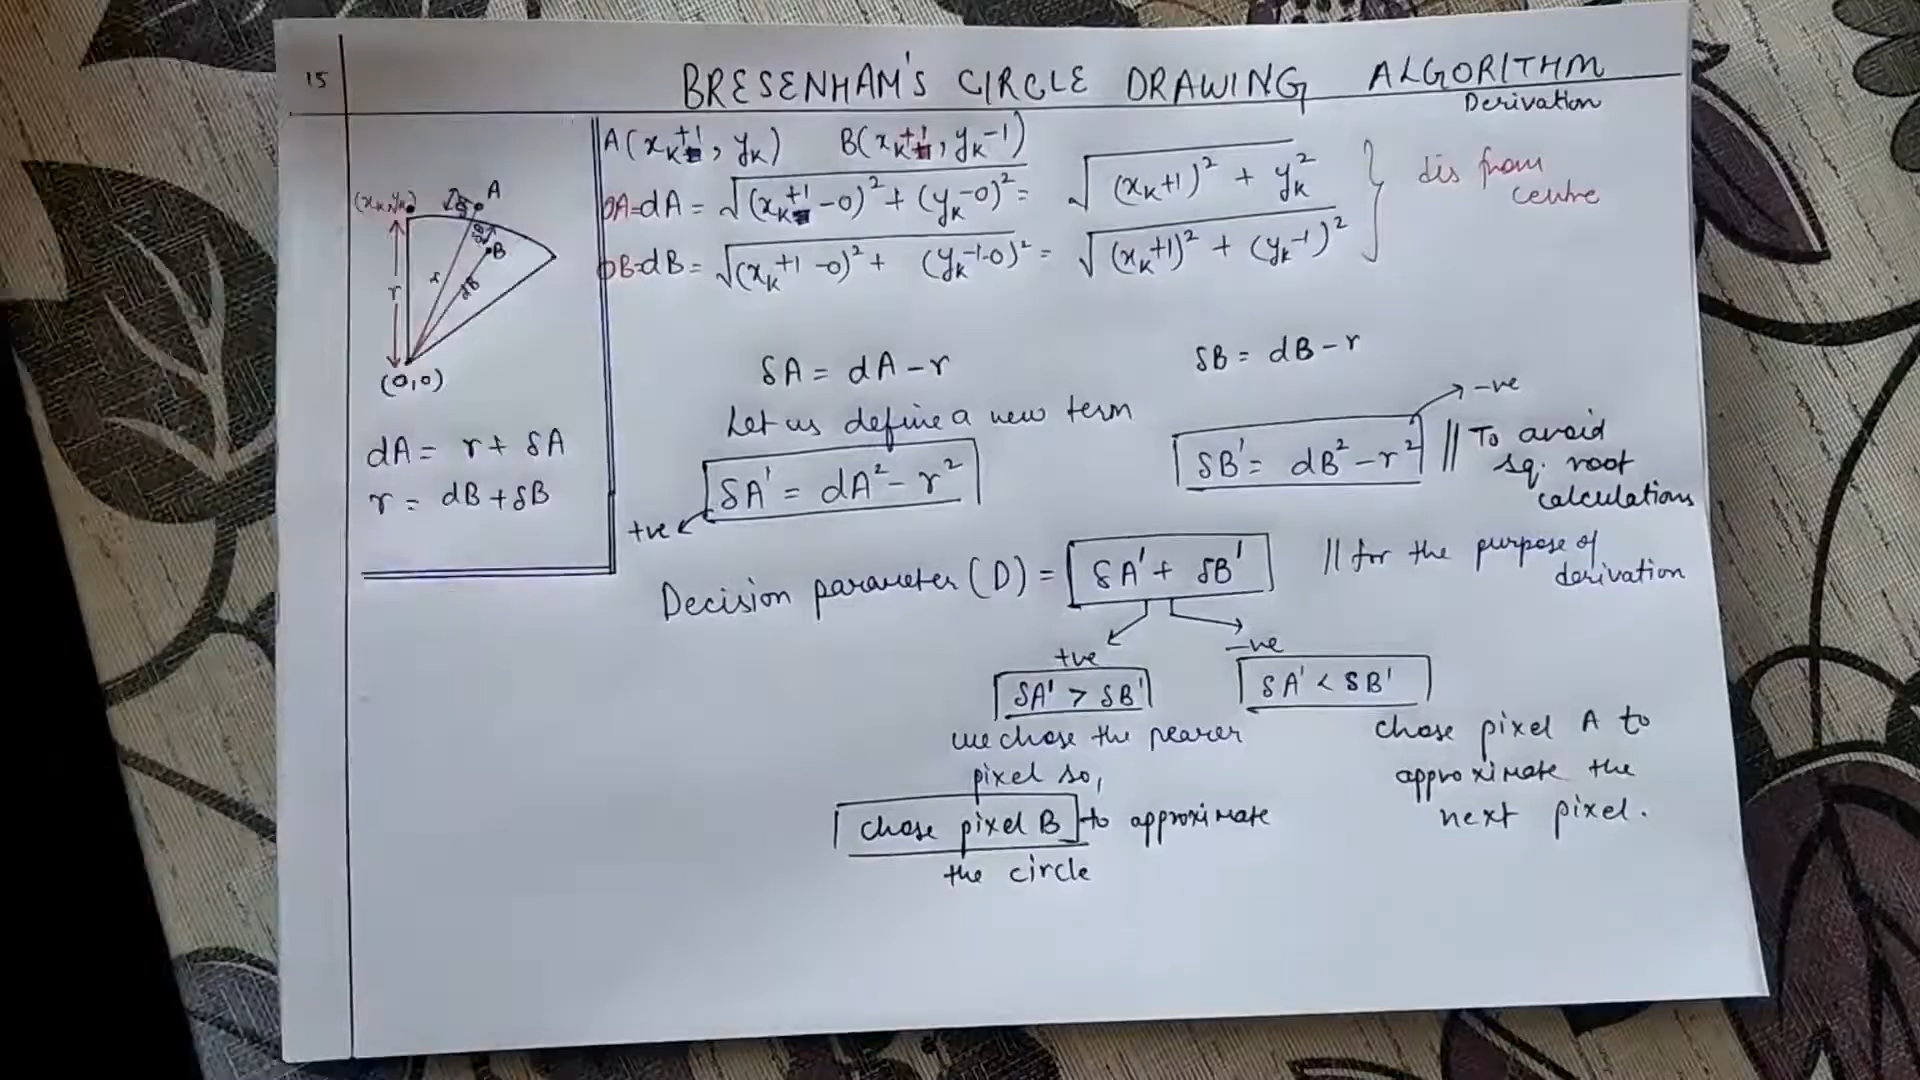 15
BRESENHAM'S CIRCLE DRAWING ALGORITHM
Derivation
A(xₖ+1, yₖ) B(xₖ+1, yₖ-1)
OA=dA = √((xₖ+1-0)² + (yₖ-0)²) = √((xₖ+1)² + yₖ²)
OB=dB = √((xₖ+1-0)² + (yₖ-1-0)²) = √((xₖ+1)² + (yₖ-1)²)
} dis from
centre
(xₖ,yₖ)
A
B
r
dB
(0,0)
dA = r + δA
r = dB + δB
δA = dA - r
δB = dB - r
Let us define a new term
δA' = dA² - r²
+ve
δB' = dB² - r²
-ve
// To avoid
sq. root
calculations
Decision parameter (D) = δA' + δB' // for the purpose of
derivation
+ve -ve
δA' > δB' δA' < δB'
we chose the nearer
pixel so,
chose pixel B to approximate
the circle
chose pixel A to
approximate the
next pixel.